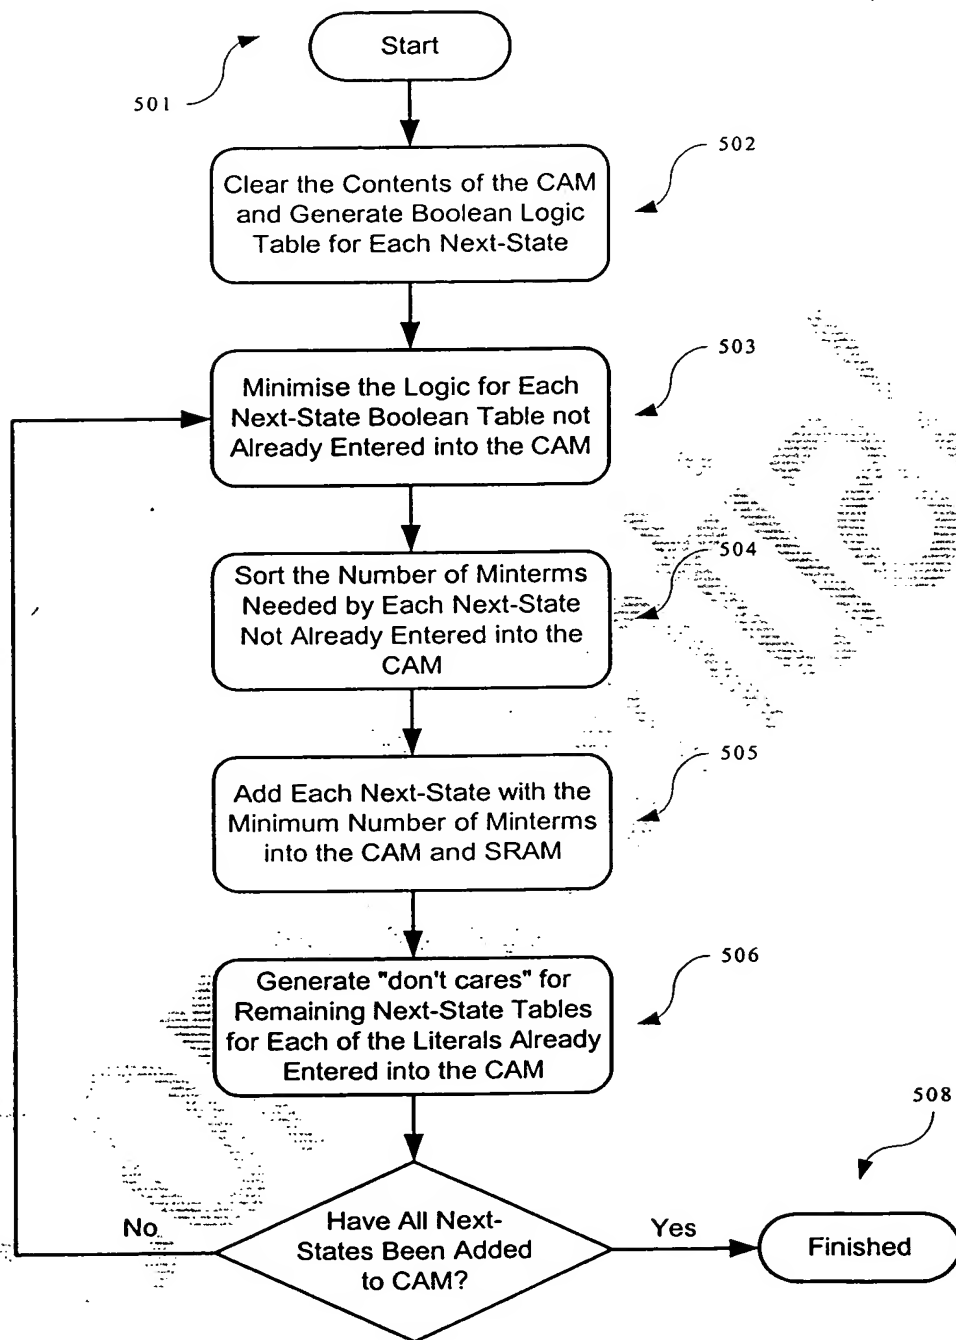 Start
501
502
Clear the Contents of the CAM
and Generate Boolean Logic
Table for Each Next-State
503
Minimise the Logic for Each
Next-State Boolean Table not
Already Entered into the CAM
504
Sort the Number of Minterms
Needed by Each Next-State
Not Already Entered into the
CAM
505
Add Each Next-State with the
Minimum Number of Minterms
into the CAM and SRAM
506
Generate "don't cares" for
Remaining Next-State Tables
for Each of the Literals Already
Entered into the CAM
508
No
Have All Next-
States Been Added
to CAM?
Yes
Finished